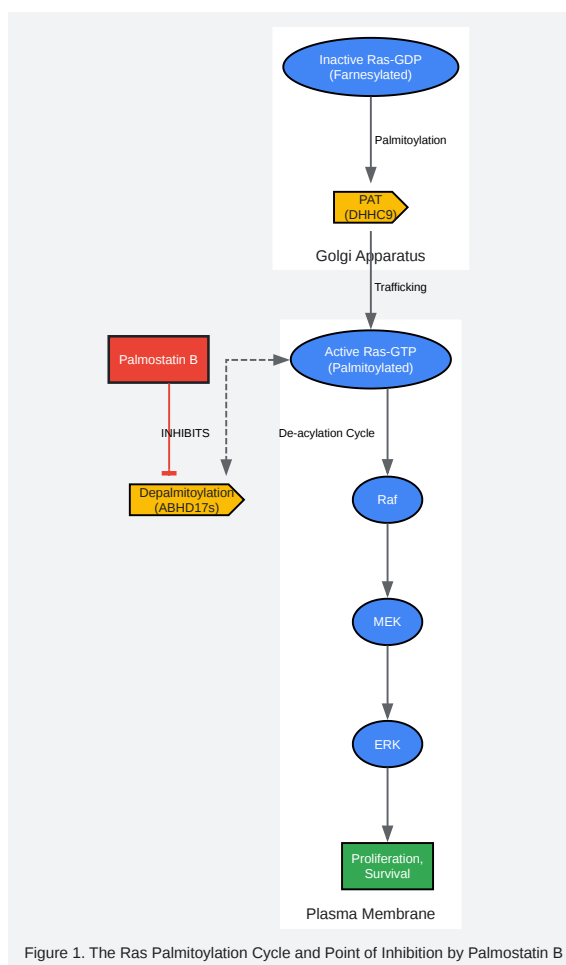 Inactive Ras-GDP
(Farnesylated)
Palmitoylation
PAT
(DHHC9)
Golgi Apparatus
Trafficking
Palmostatin B
Active Ras-GTP
(Palmitoylated)
INHIBITS
De-acylation Cycle
Depalmitoylation
(ABHD17s)
Raf
MEK
ERK
Proliferation,
Survival
Plasma Membrane
Figure 1. The Ras Palmitoylation Cycle and Point of Inhibition by Palmostatin B